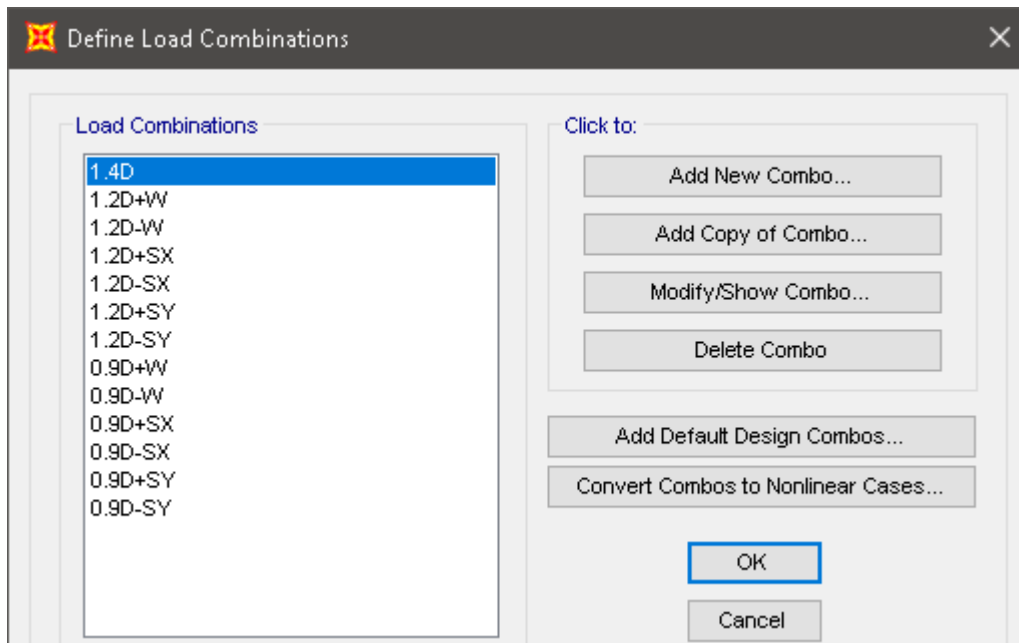 Define Load Combinations
Load Combinations
1.4D
1.2D+W
1.2D-W
1.2D+SX
1.2D-SX
1.2D+SY
1.2D-SY
0.9D+W
0.9D-W
0.9D+SX
0.9D-SX
0.9D+SY
0.9D-SY
Click to:
Add New Combo...
Add Copy of Combo...
Modify/Show Combo...
Delete Combo
Add Default Design Combos...
Convert Combos to Nonlinear Cases...
OK
Cancel